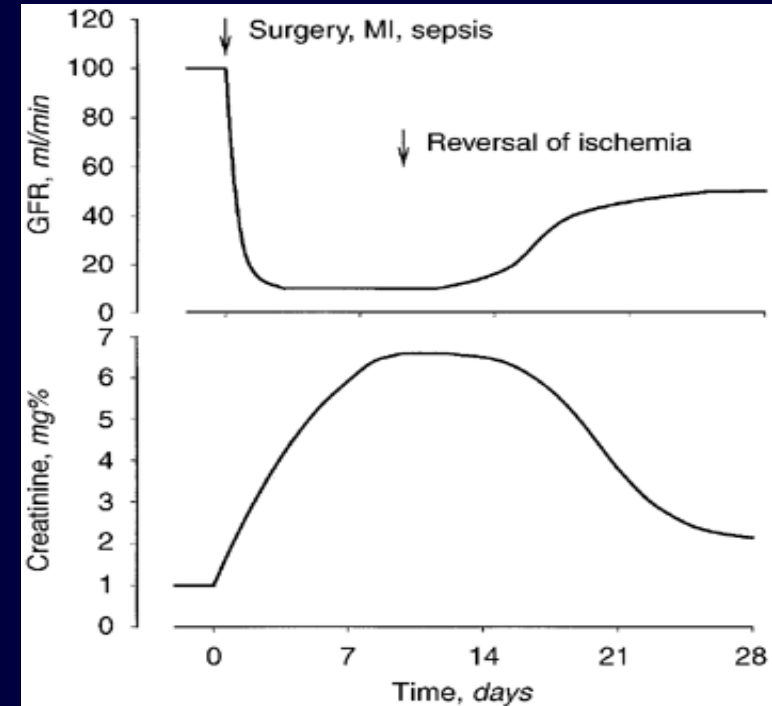 120
Surgery, MI, sepsis
100
80
Reversal of ischemia
60
40
20
0
GFR, ml/min
7
6
5
4
3
2
1
0
Creatinine, mg%
0 7 14 21 28
Time, days